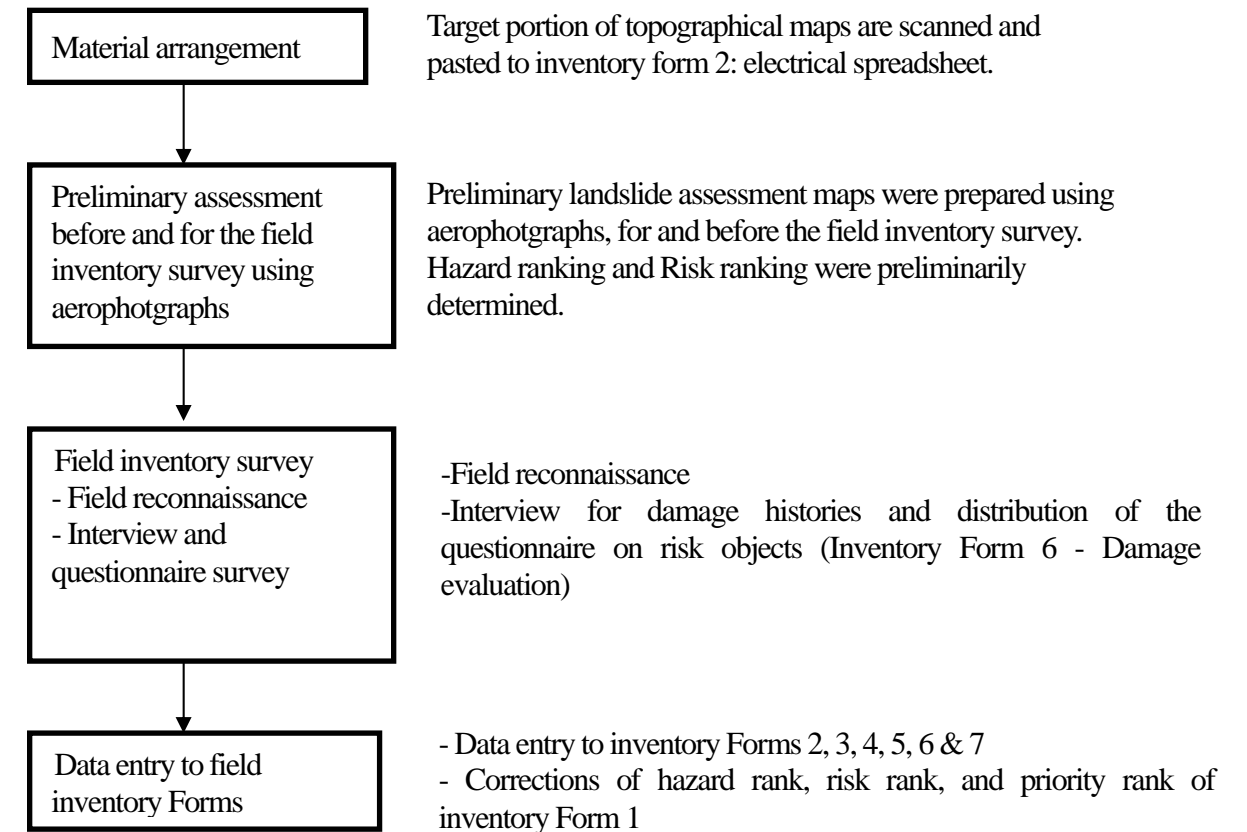 Material arrangement
Target portion of topographical maps are scanned and
pasted to inventory form 2: electrical spreadsheet.
Preliminary assessment
before and for the field
inventory survey using
aerophotgraphs
Preliminary landslide assessment maps were prepared using
aerophotgraphs, for and before the field inventory survey.
Hazard ranking and Risk ranking were preliminarily
determined.
Field inventory survey
- Field reconnaissance
- Interview and
questionnaire survey
-Field reconnaissance
-Interview for damage histories and distribution of the
questionnaire on risk objects (Inventory Form 6 - Damage
evaluation)
Data entry to field
inventory Forms
- Data entry to inventory Forms 2, 3, 4, 5, 6 & 7
- Corrections of hazard rank, risk rank, and priority rank of
inventory Form 1